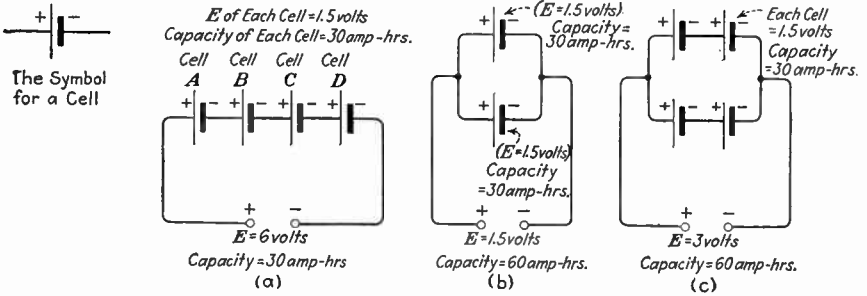 + −
The Symbol
for a Cell
E of Each Cell=1.5 volts
Capacity of Each Cell=30 amp-hrs.
Cell Cell Cell Cell
A B C D
+ − + − + − + −
+ −
E=6 volts
Capacity=30 amp-hrs
(a)
+ −
(E=1.5 volts)
Capacity=
30 amp-hrs.
+ −
(E=1.5 volts)
Capacity
=30 amp-hrs.
+ −
E=1.5 volts
Capacity=60 amp-hrs.
(b)
+ − + −
Each Cell
=1.5 volts
Capacity
=30 amp-hrs.
+ − + −
+ −
E=3 volts
Capacity=60 amp-hrs.
(c)